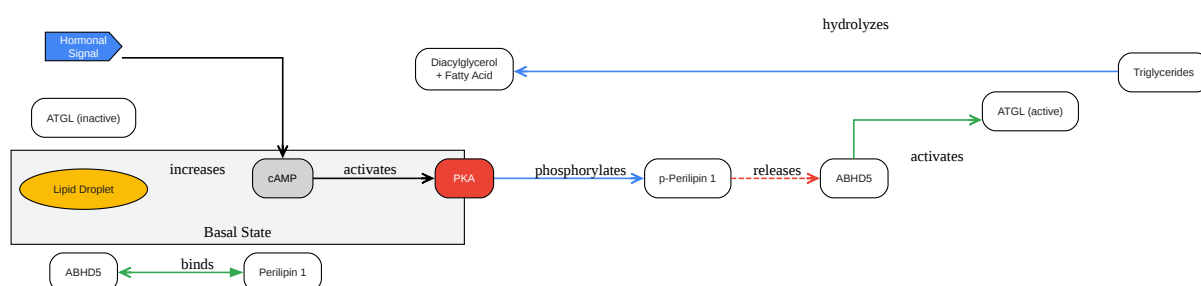 hydrolyzes
Hormonal
Signal
Diacylglycerol
+ Fatty Acid
Triglycerides
ATGL (inactive)
ATGL (active)
increases
cAMP
activates
PKA
phosphorylates
p-Perilipin 1
releases
ABHD5
activates
Lipid Droplet
Basal State
ABHD5
binds
Perilipin 1